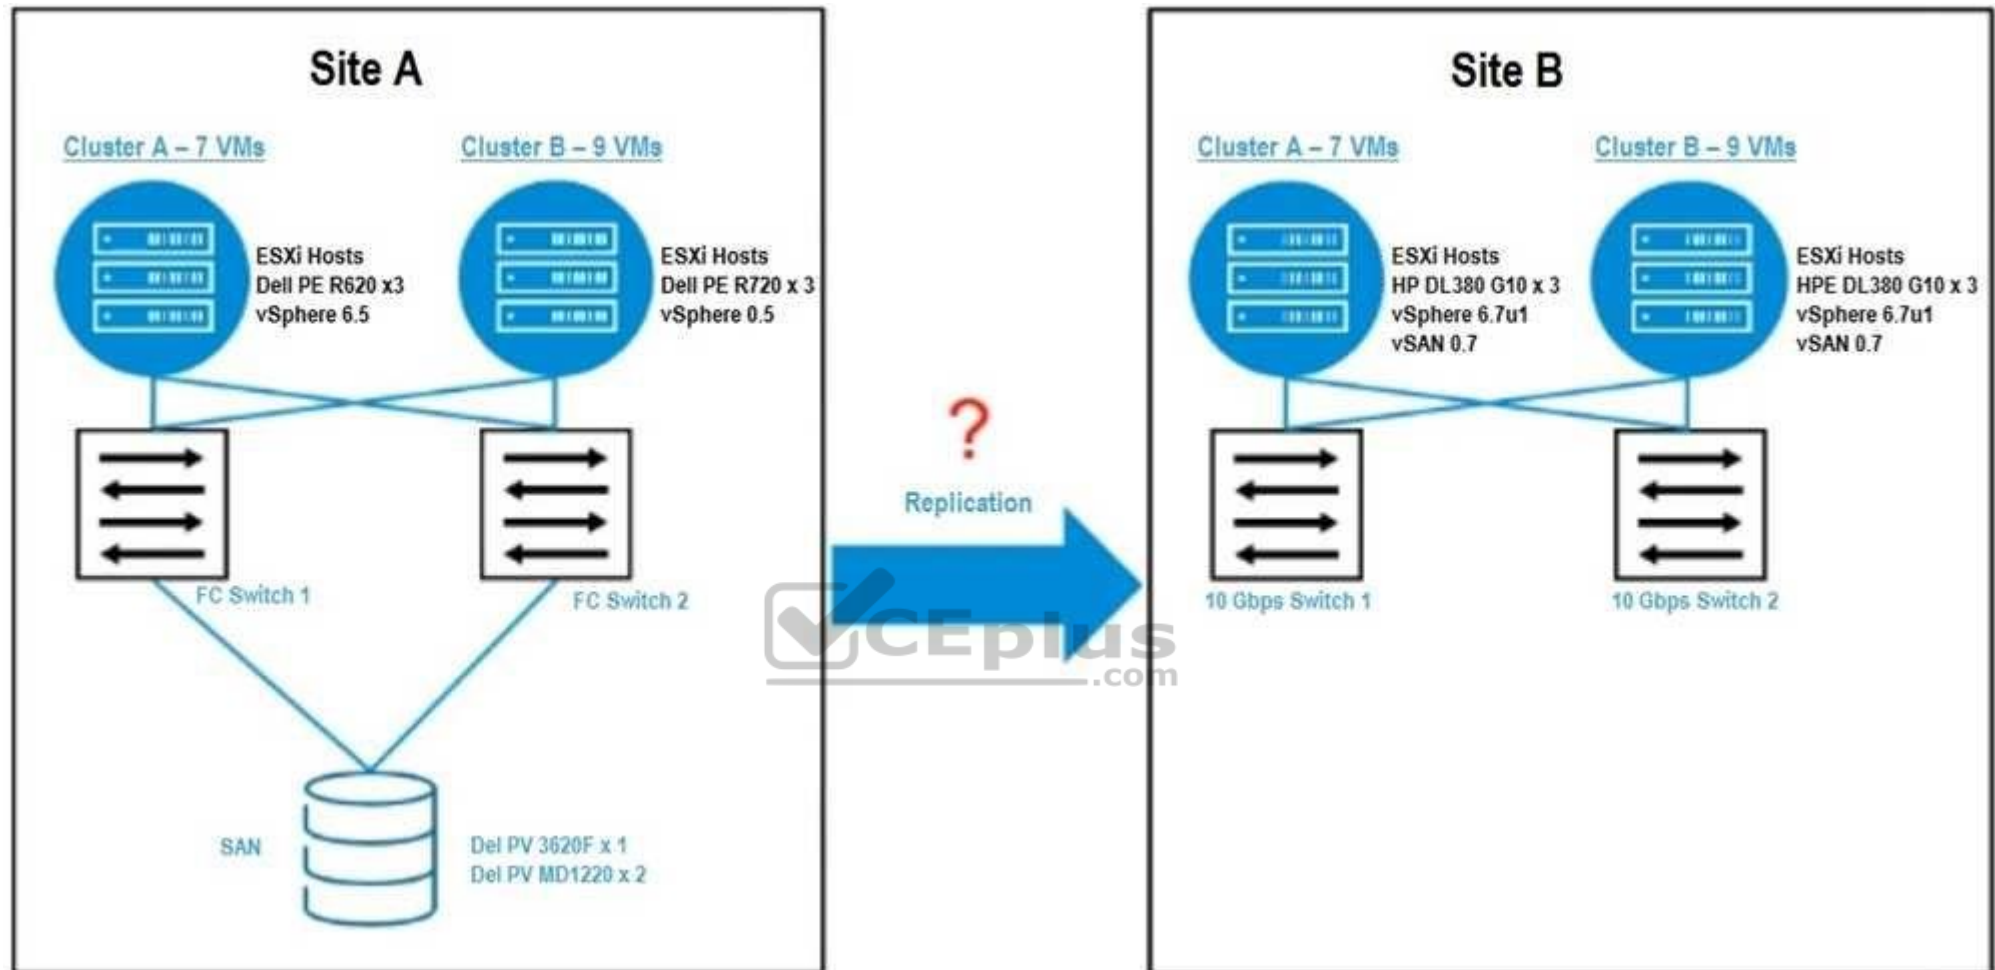 Site A
Cluster A – 7 VMs
Cluster B – 9 VMs
ESXi Hosts
Dell PE R620 x3
vSphere 6.5
ESXi Hosts
Dell PE R720 x 3
vSphere 0.5
FC Switch 1
FC Switch 2
SAN
Del PV 3620F x 1
Del PV MD1220 x 2
?
Replication
CEplus
.com
Site B
Cluster A – 7 VMs
Cluster B – 9 VMs
ESXi Hosts
HP DL380 G10 x 3
vSphere 6.7u1
vSAN 0.7
ESXi Hosts
HPE DL380 G10 x 3
vSphere 6.7u1
vSAN 0.7
10 Gbps Switch 1
10 Gbps Switch 2